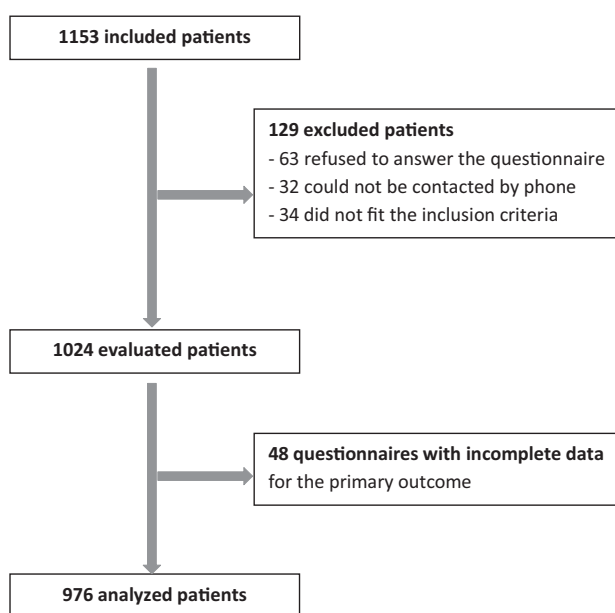 1153 included patients
129 excluded patients
- 63 refused to answer the questionnaire
- 32 could not be contacted by phone
- 34 did not fit the inclusion criteria
1024 evaluated patients
48 questionnaires with incomplete data
for the primary outcome
976 analyzed patients